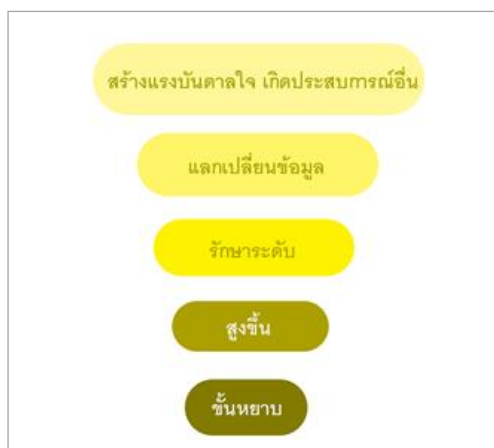 สร้างแรงบันดาลใจ เกิดประสบการณ์อื่น
แลกเปลี่ยนข้อมูล
รักษาระดับ
สูงขึ้น
ขั้นหยาบ